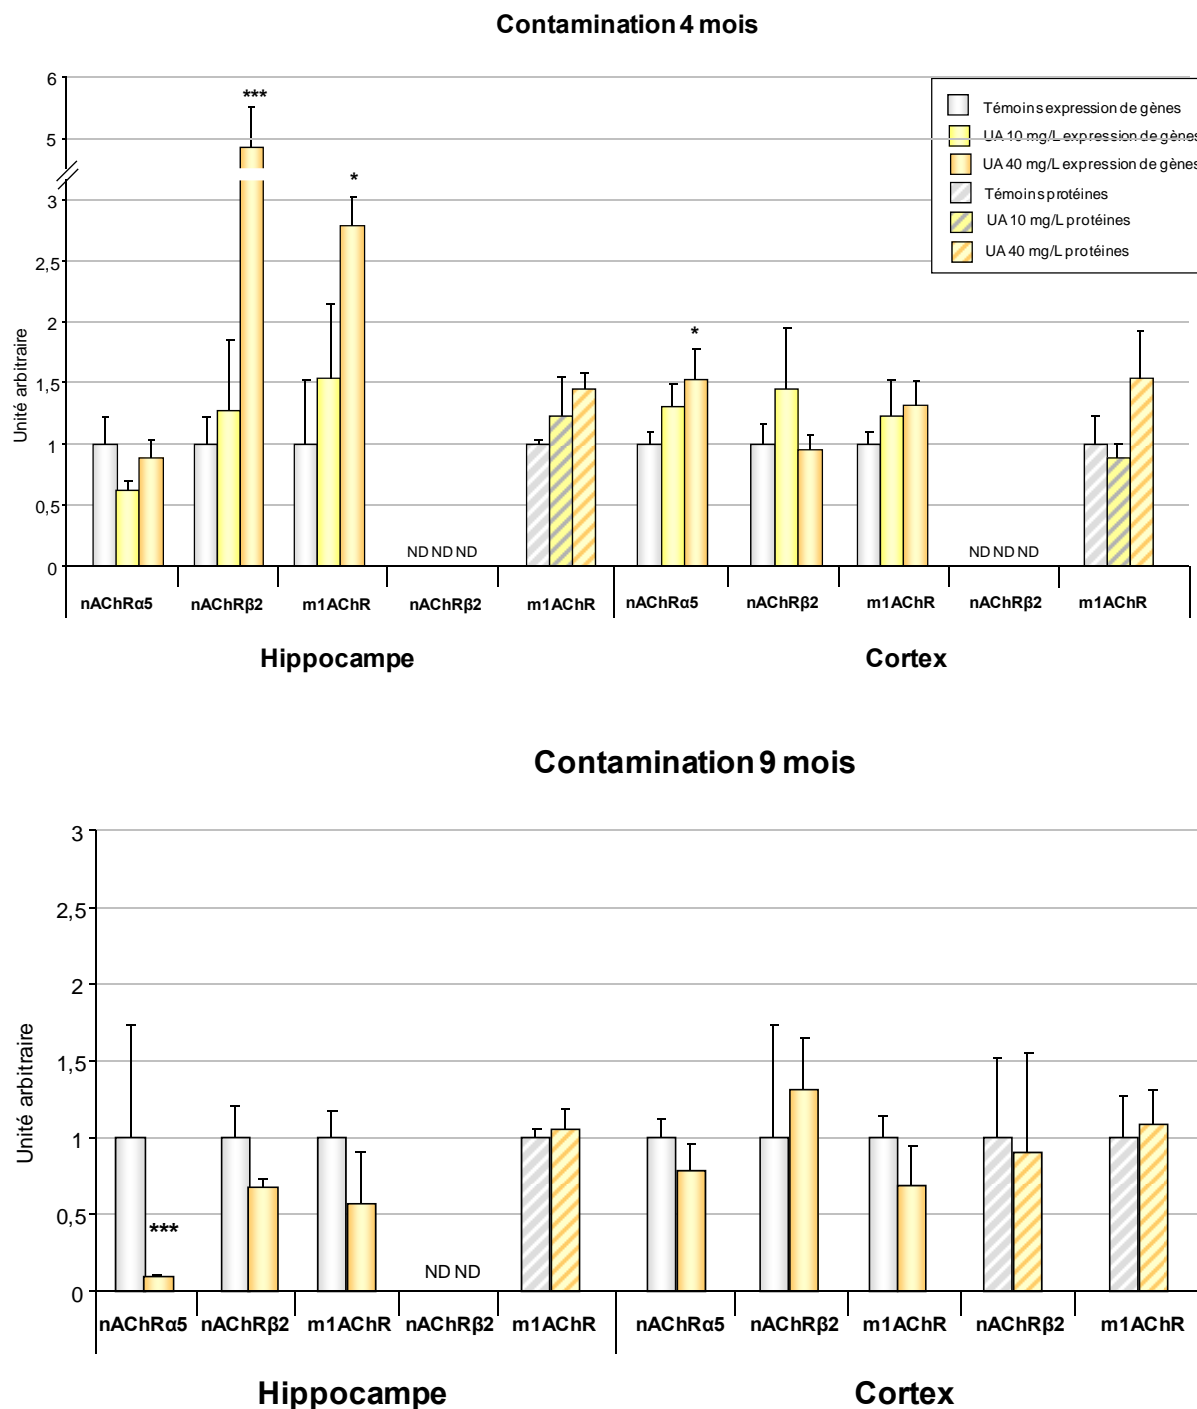 Contamination 4 mois
6
5
3
2,5
2
1,5
1
0,5
0
Unité arbitraire
***
*
*
Témoins expression de gènes
UA 10 mg/L expression de gènes
UA 40 mg/L expression de gènes
Témoins protéines
UA 10 mg/L protéines
UA 40 mg/L protéines
ND ND ND
ND ND ND
nAChRα5 nAChRβ2 m1AChR nAChRβ2 m1AChR nAChRα5 nAChRβ2 m1AChR nAChRβ2 m1AChR
Hippocampe Cortex
Contamination 9 mois
3
2,5
2
1,5
1
0,5
0
Unité arbitraire
***
ND ND
nAChRα5 nAChRβ2 m1AChR nAChRβ2 m1AChR nAChRα5 nAChRβ2 m1AChR nAChRβ2 m1AChR
Hippocampe Cortex